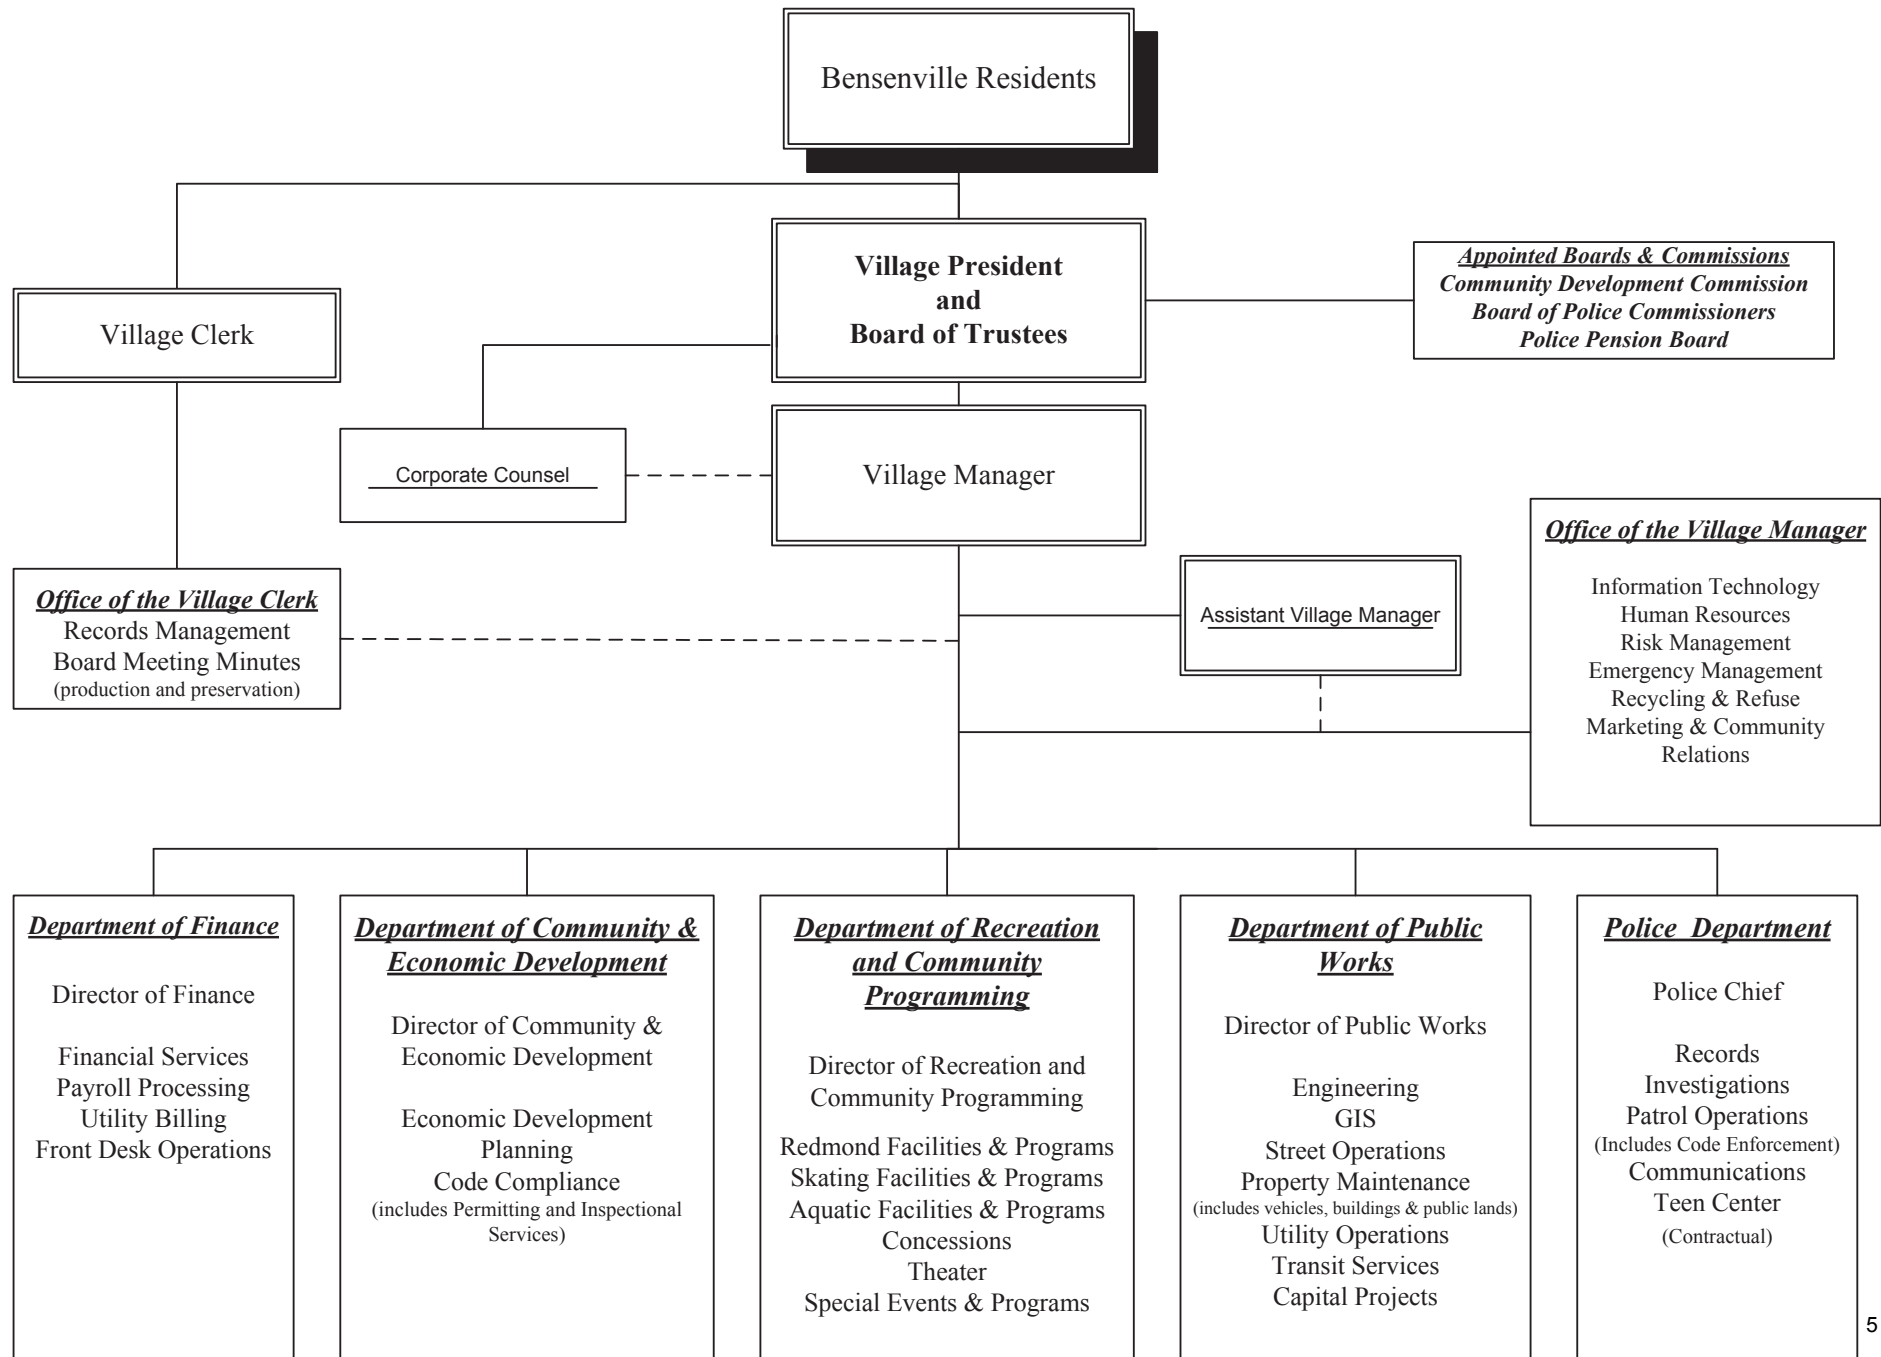 Bensenville Residents
Village President
and
Board of Trustees
Appointed Boards & Commissions
Community Development Commission
Board of Police Commissioners
Police Pension Board
Village Clerk
Corporate Counsel
Village Manager
Office of the Village Manager
Information Technology
Human Resources
Risk Management
Emergency Management
Recycling & Refuse
Marketing & Community
Relations
Assistant Village Manager
Office of the Village Clerk
Records Management
Board Meeting Minutes
(production and preservation)
Department of Finance
Director of Finance
Financial Services
Payroll Processing
Utility Billing
Front Desk Operations
Department of Community &
Economic Development
Director of Community &
Economic Development
Economic Development
Planning
Code Compliance
(includes Permitting and Inspectional
Services)
Department of Recreation
and Community
Programming
Director of Recreation and
Community Programming
Redmond Facilities & Programs
Skating Facilities & Programs
Aquatic Facilities & Programs
Concessions
Theater
Special Events & Programs
Department of Public
Works
Director of Public Works
Engineering
GIS
Street Operations
Property Maintenance
(includes vehicles, buildings & public lands)
Utility Operations
Transit Services
Capital Projects
Police Department
Police Chief
Records
Investigations
Patrol Operations
(Includes Code Enforcement)
Communications
Teen Center
(Contractual)
5